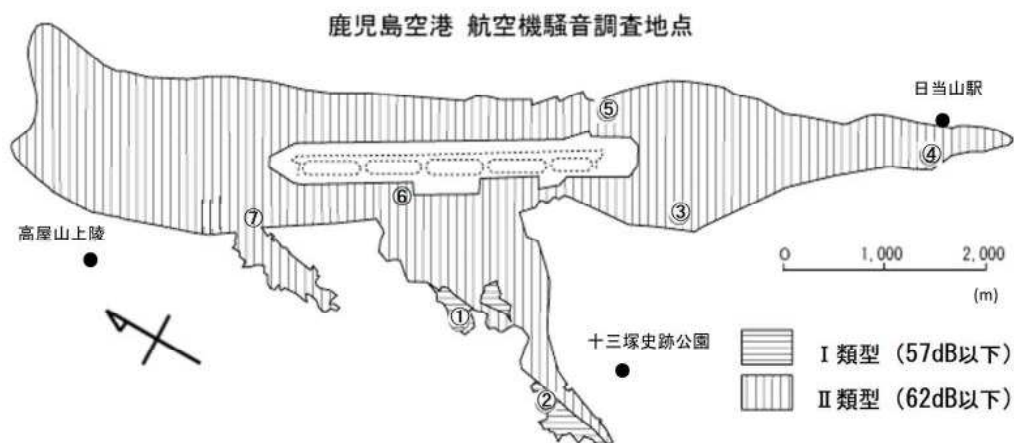 鹿児島空港 航空機騒音調査地点
日当山駅
⑤
④
⑥
③
⑦
高屋山上陵
0 1,000 2,000
(m)
①
十三塚史跡公園
Ⅰ類型（57dB以下）
②
Ⅱ類型（62dB以下）